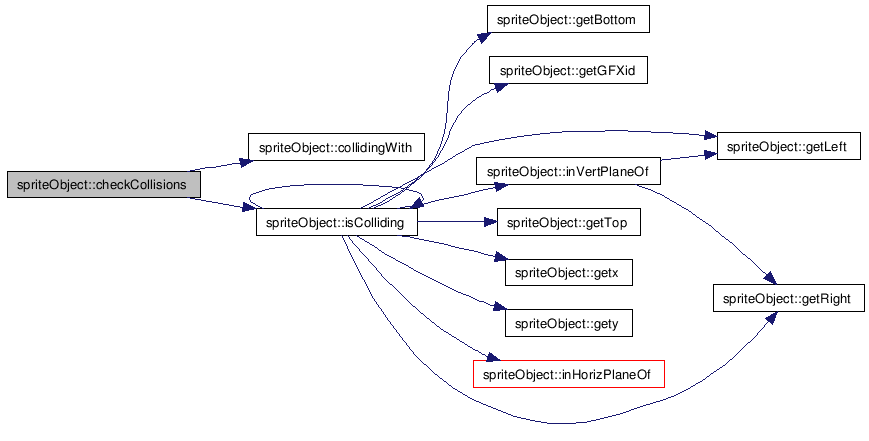 spriteObject::getBottom
spriteObject::getGFXid
spriteObject::collidingWith
spriteObject::getLeft
spriteObject::inVertPlaneOf
spriteObject::checkCollisions
spriteObject::isColliding
spriteObject::getTop
spriteObject::getx
spriteObject::getRight
spriteObject::gety
spriteObject::inHorizPlaneOf